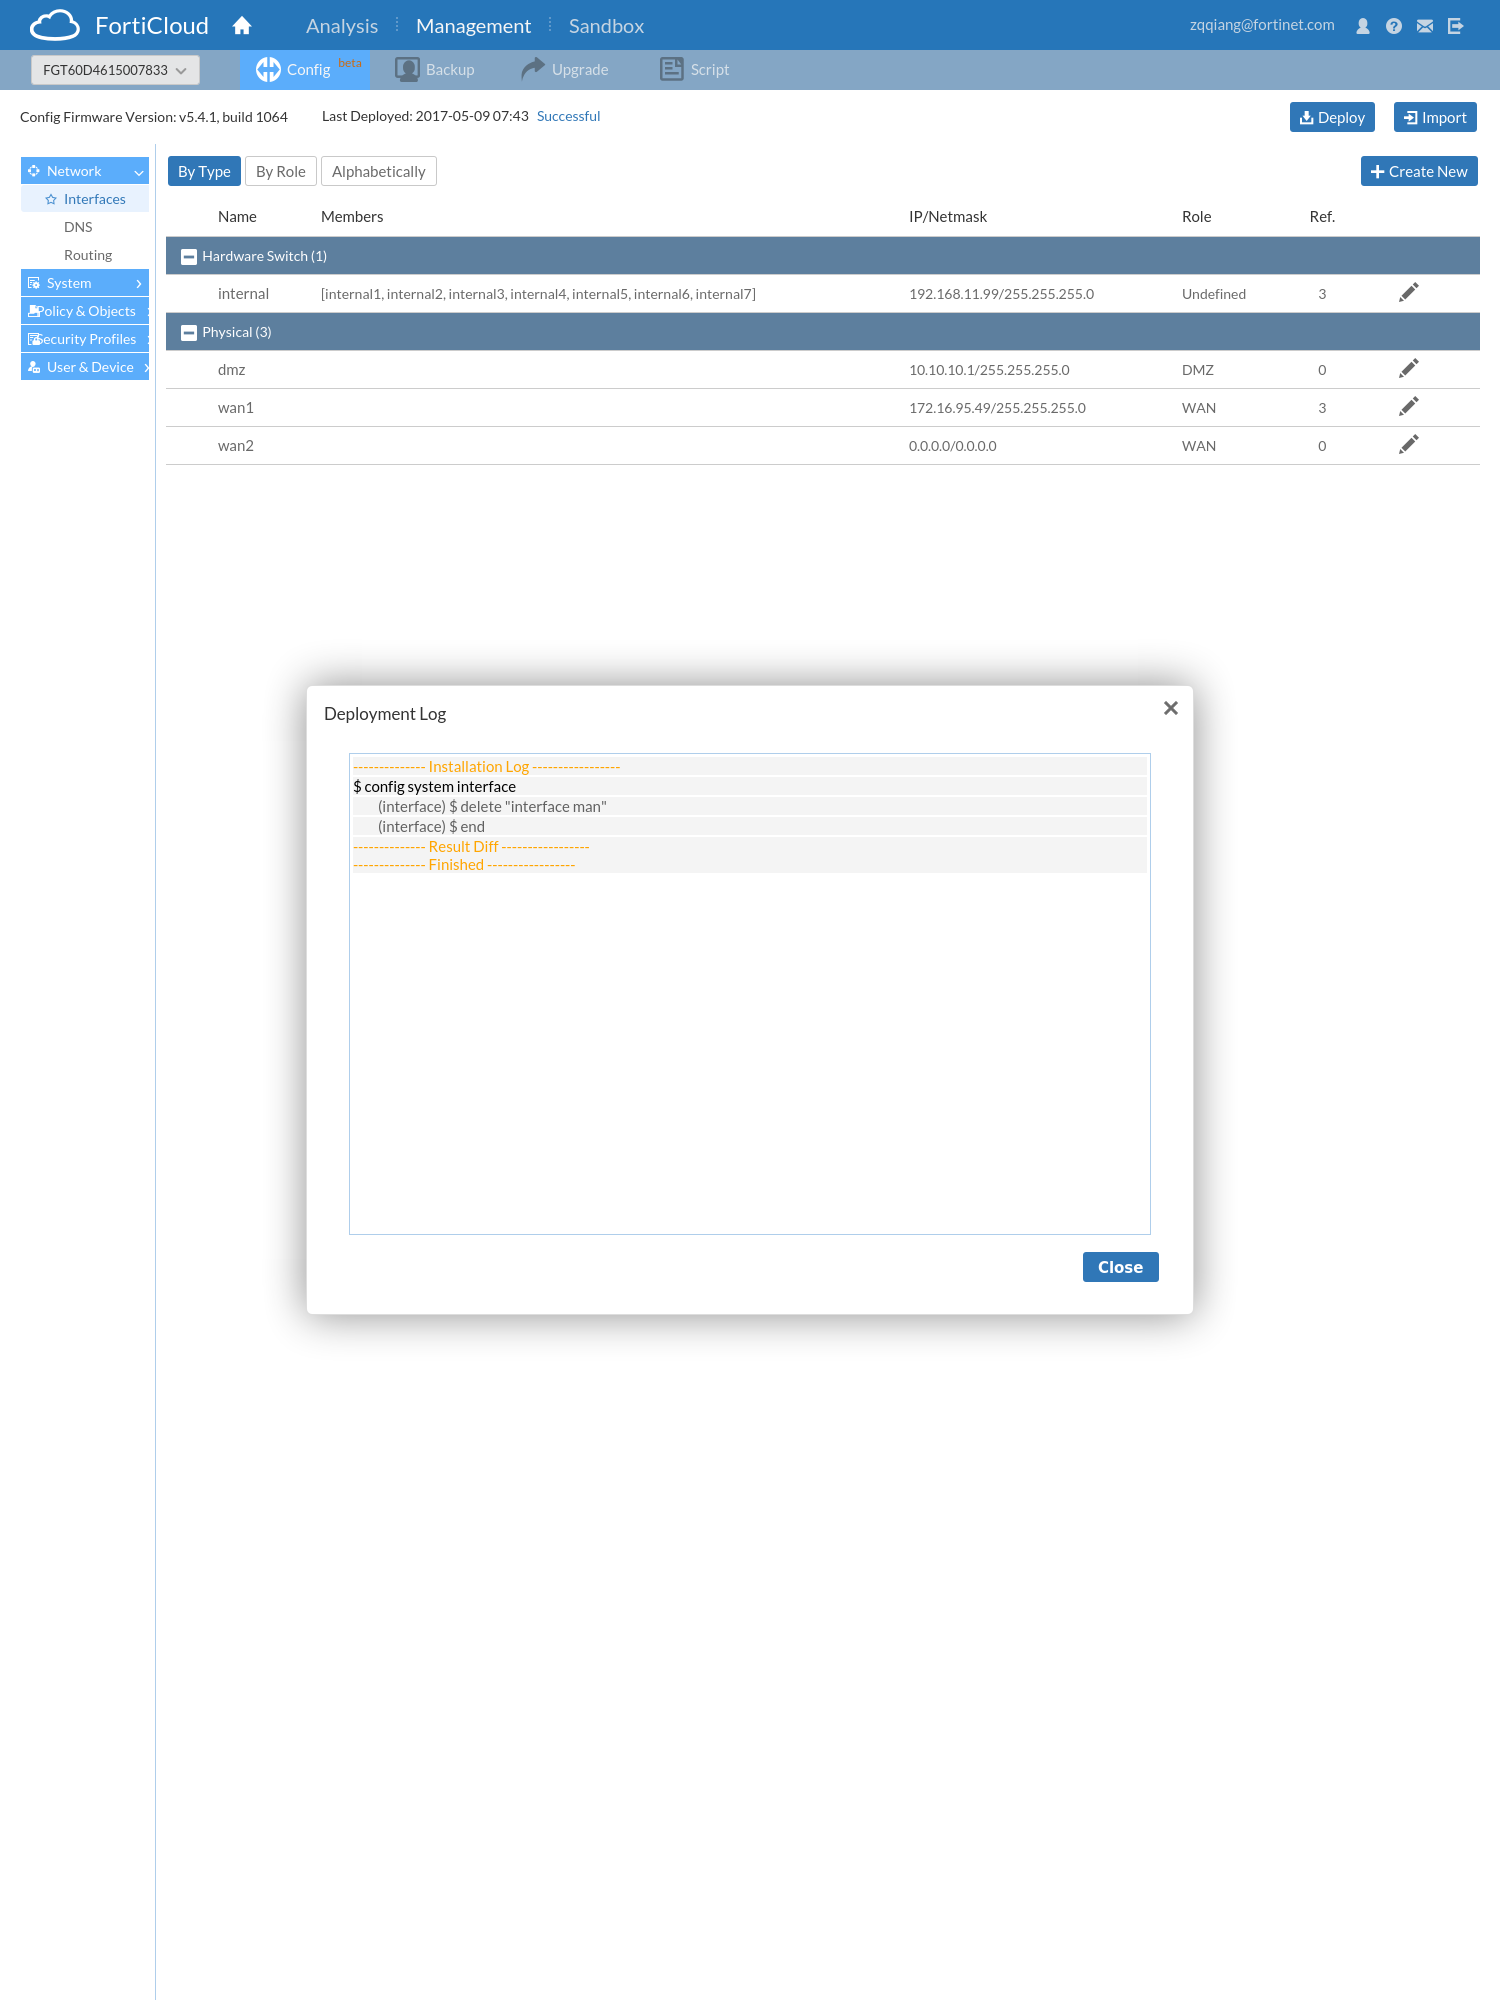 FortiCloud Analysis Management Sandbox zqqiang@fortinet.com
FGT60D4615007833 Config beta Backup Upgrade Script
Config Firmware Version: v5.4.1, build 1064 Last Deployed: 2017-05-09 07:43 Successful Deploy Import
Network
Interfaces
DNS
Routing
System
Policy & Objects
Security Profiles
User & Device
By Type By Role Alphabetically Create New
Name Members IP/Netmask Role Ref.
Hardware Switch (1)
internal [internal1, internal2, internal3, internal4, internal5, internal6, internal7] 192.168.11.99/255.255.255.0 Undefined 3
Physical (3)
dmz 10.10.10.1/255.255.255.0 DMZ 0
wan1 172.16.95.49/255.255.255.0 WAN 3
wan2 0.0.0.0/0.0.0.0 WAN 0
Deployment Log
-------------- Installation Log -----------------
$ config system interface
(interface) $ delete "interface man"
(interface) $ end
-------------- Result Diff -----------------
-------------- Finished -----------------
Close